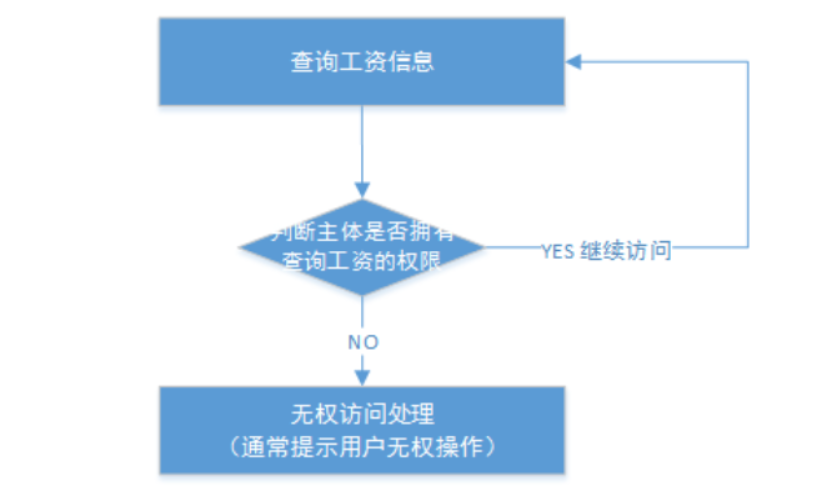 查询工资信息
判断主体是否拥有
查询工资的权限
YES 继续访问
NO
无权访问处理
（通常提示用户无权操作）